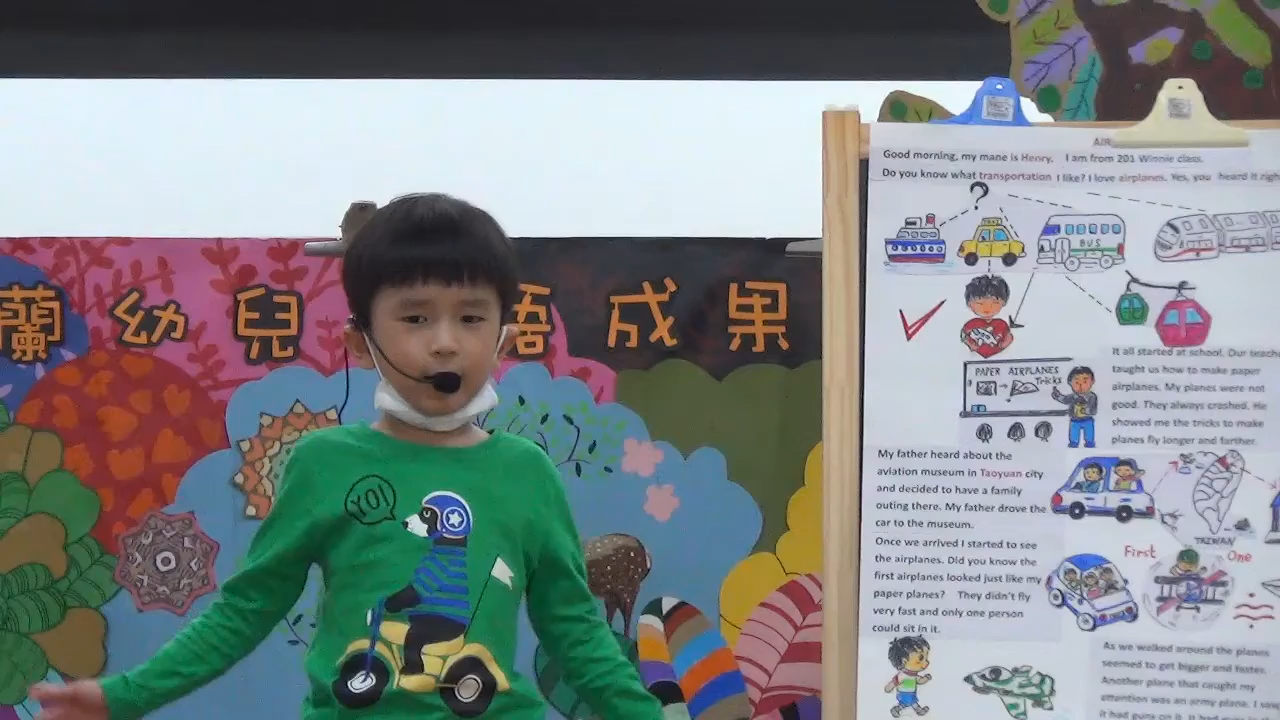 蘭幼兒 語成果
YO!
AIR
Good morning, my mane is Henry. I am from 201 Winnie class.
Do you know what transportation I like? I love airplanes. Yes, you heard it righ
?
BUS
PAPER AIRPLANES
Tricks
It all started at school. Our teach
taught us how to make paper
airplanes. My planes were not
good. They always crashed. He
showed me the tricks to make
planes fly longer and farther.
My father heard about the
aviation museum in Taoyuan city
and decided to have a family
outing there. My father drove the
car to the museum.
TAIWAN
Once we arrived I started to see
the airplanes. Did you know the
first airplanes looked just like my
paper planes? They didn't fly
very fast and only one person
could sit in it.
First One
As we walked around the planes
seemed to get bigger and faster.
Another plane that caught my
attention was an army plane. I saw